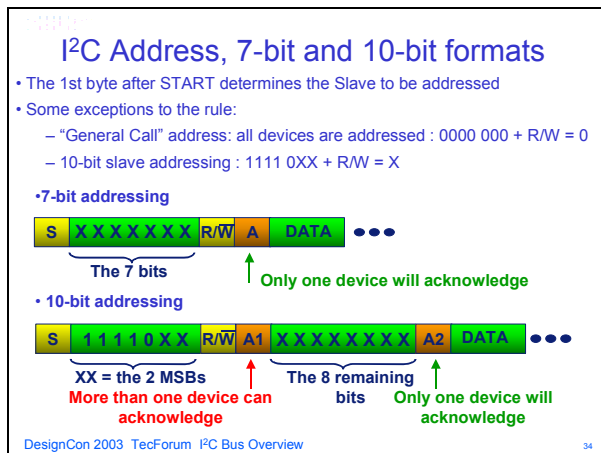 I²C Address, 7-bit and 10-bit formats
• The 1st byte after START determines the Slave to be addressed
• Some exceptions to the rule:
– “General Call” address: all devices are addressed : 0000 000 + R/W = 0
– 10-bit slave addressing : 1111 0XX + R/W = X
•7-bit addressing
S X X X X X X X R/W̅ A DATA
The 7 bits
Only one device will acknowledge
• 10-bit addressing
S 1 1 1 1 0 X X R/W̅ A1 X X X X X X X X A2 DATA
XX = the 2 MSBs
More than one device can
acknowledge
The 8 remaining
bits
Only one device will
acknowledge
DesignCon 2003 TecForum I²C Bus Overview
34